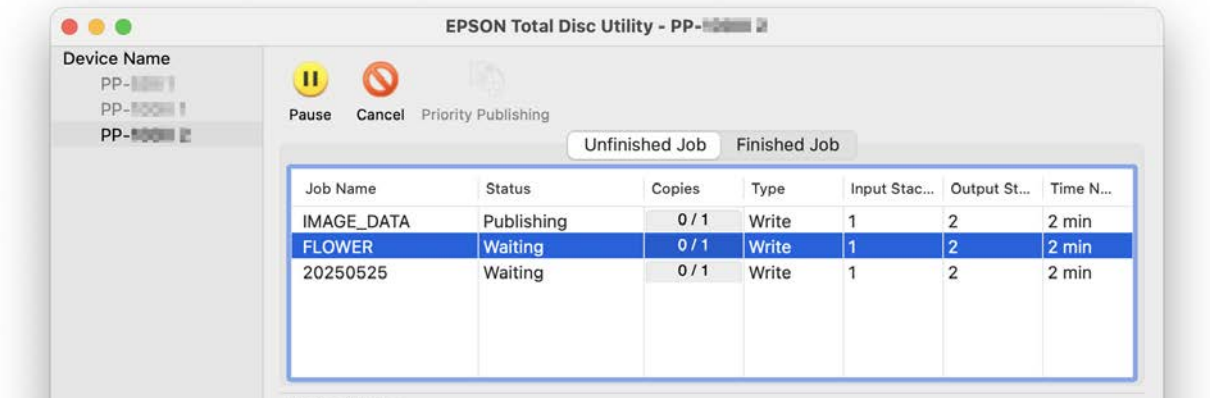 EPSON Total Disc Utility - PP-
Device Name
PP-
PP-
PP-
Pause Cancel Priority Publishing
Unfinished Job Finished Job
Job Name Status Copies Type Input Stac... Output St... Time N...
IMAGE_DATA Publishing 0 / 1 Write 1 2 2 min
FLOWER Waiting 0 / 1 Write 1 2 2 min
20250525 Waiting 0 / 1 Write 1 2 2 min